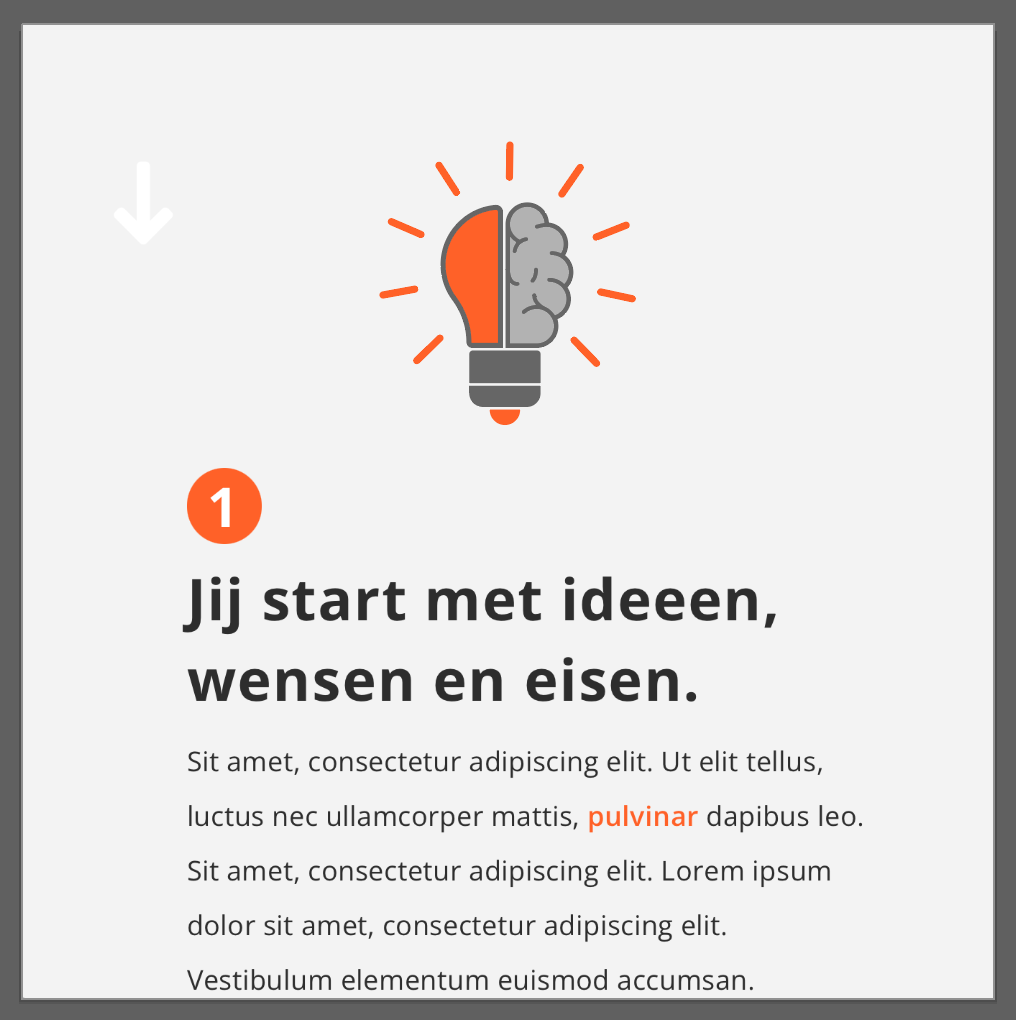 1
Jij start met ideeen,
wensen en eisen.
Sit amet, consectetur adipiscing elit. Ut elit tellus,
luctus nec ullamcorper mattis, pulvinar dapibus leo.
Sit amet, consectetur adipiscing elit. Lorem ipsum
dolor sit amet, consectetur adipiscing elit.
Vestibulum elementum euismod accumsan.